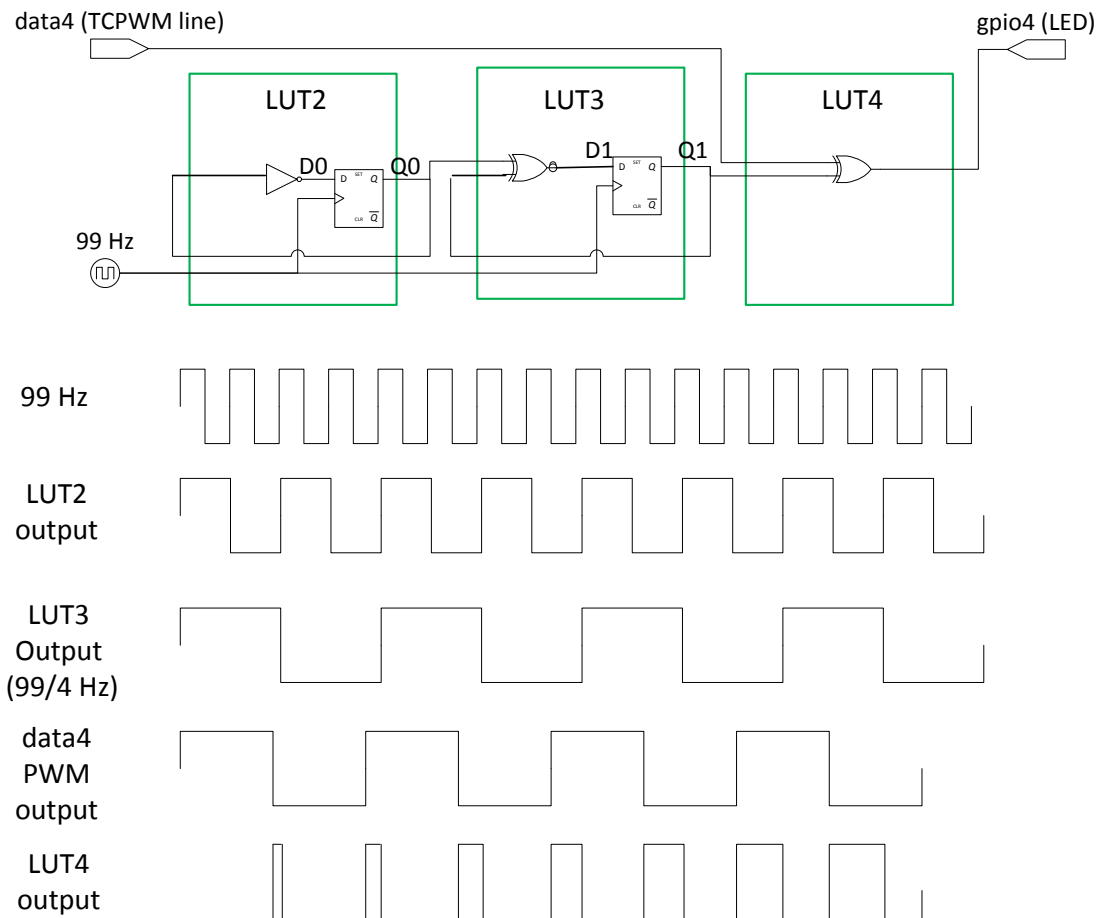 data4 (TCPWM line)
gpio4 (LED)
LUT2
LUT3
LUT4
D0
Q0
D1
Q1
D
SET
Q
CLR
Q
D
SET
Q
CLR
Q
99 Hz
99 Hz
LUT2
output
LUT3
Output
(99/4 Hz)
data4
PWM
output
LUT4
output